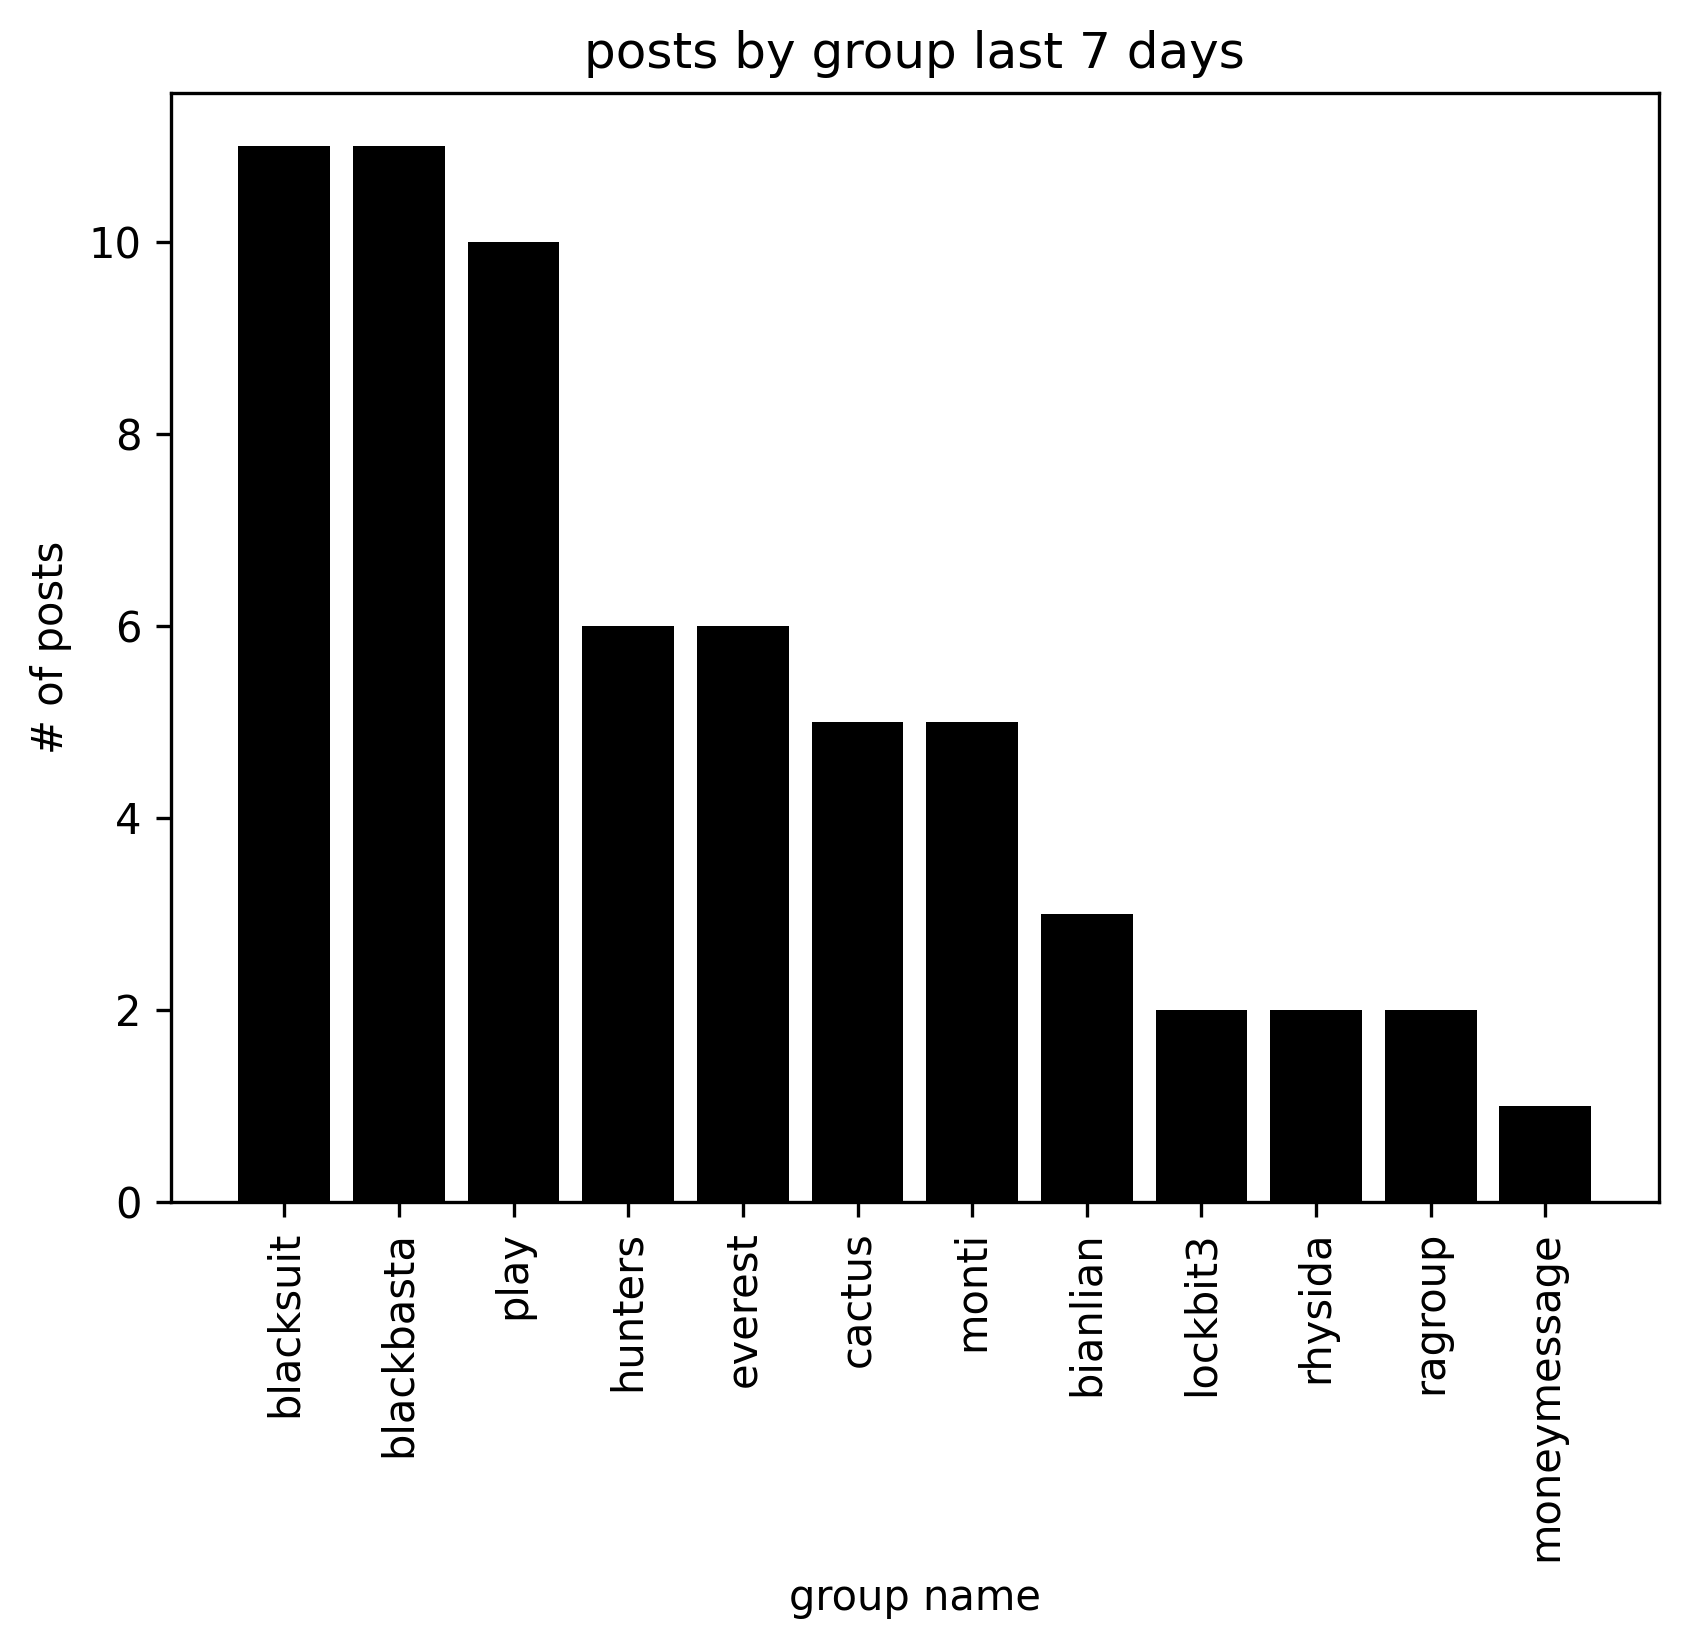 posts by group last 7 days
# of posts
10
8
6
4
2
0
blacksuit
blackbasta
play
hunters
everest
cactus
monti
bianlian
lockbit3
rhysida
ragroup
moneymessage
group name